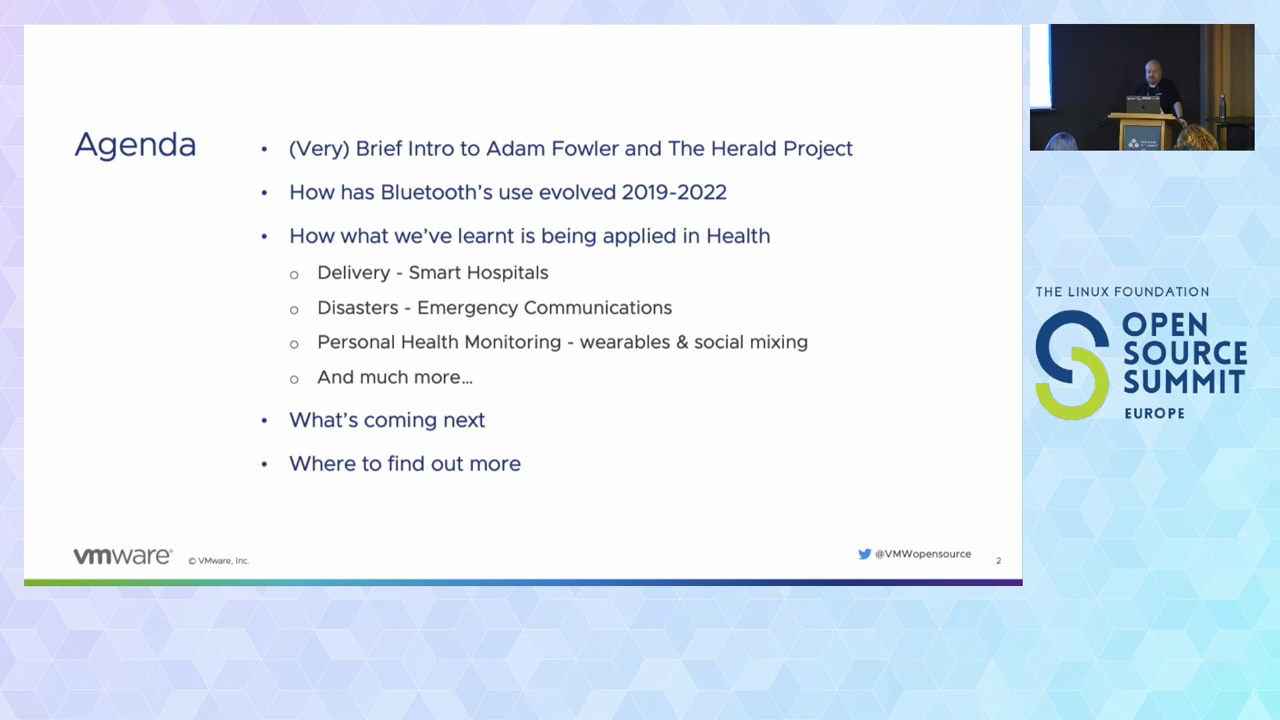 Agenda
• (Very) Brief Intro to Adam Fowler and The Herald Project
• How has Bluetooth’s use evolved 2019-2022
• How what we’ve learnt is being applied in Health
o Delivery - Smart Hospitals
o Disasters - Emergency Communications
o Personal Health Monitoring - wearables & social mixing
o And much more…
• What’s coming next
• Where to find out more
vmware® © VMware, Inc.
@VMWopensource
2
THE LINUX FOUNDATION
OPEN
SOURCE
SUMMIT
EUROPE